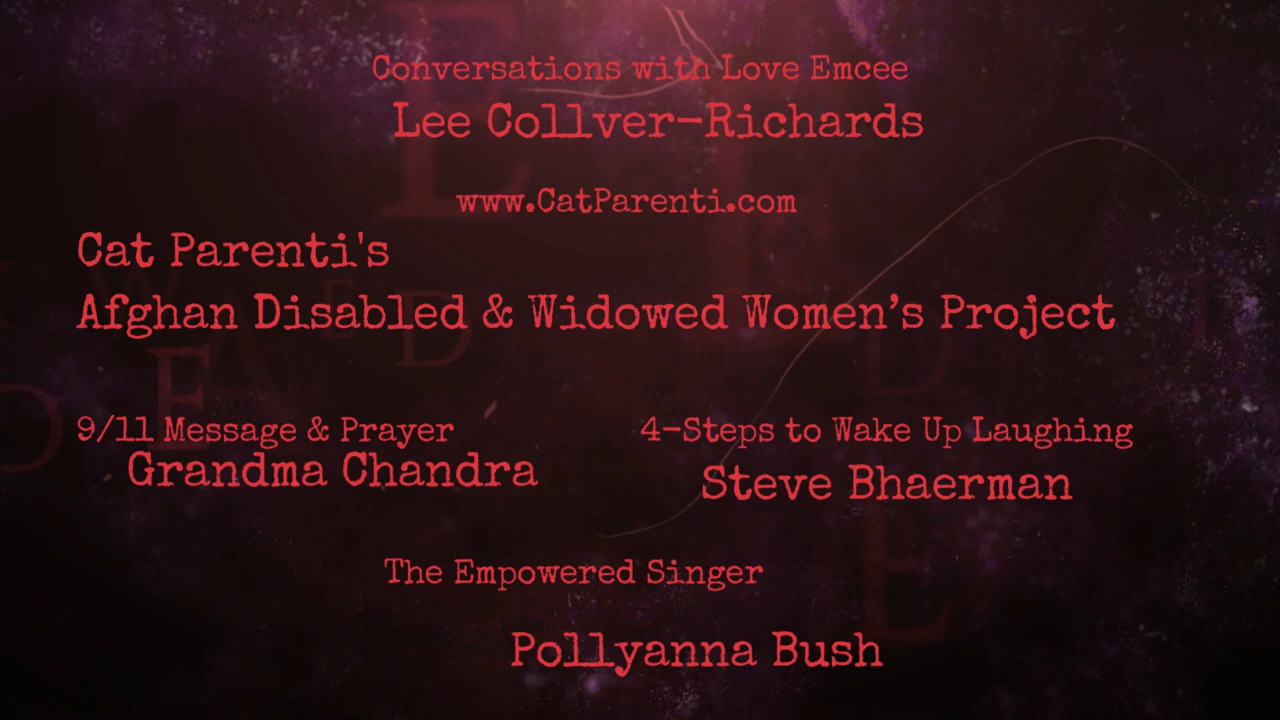 Conversations with Love Emcee
Lee Collver-Richards
www.CatParenti.com
Cat Parenti's
Afghan Disabled & Widowed Women’s Project
9/11 Message & Prayer
Grandma Chandra
4-Steps to Wake Up Laughing
Steve Bhaerman
The Empowered Singer
Pollyanna Bush